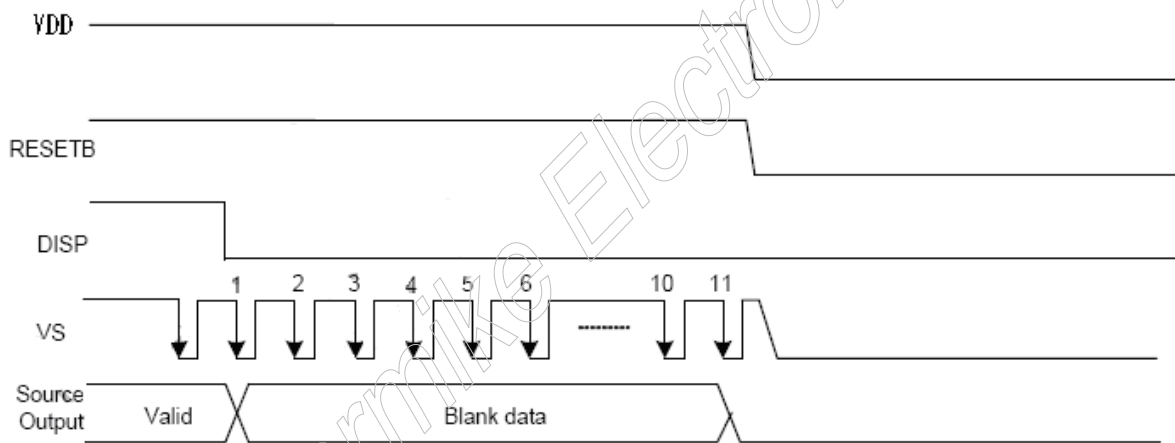 VDD
RESETB
DISP
1 2 3 4 5 6 10 11
VS
Source
Output
Valid
Blank data